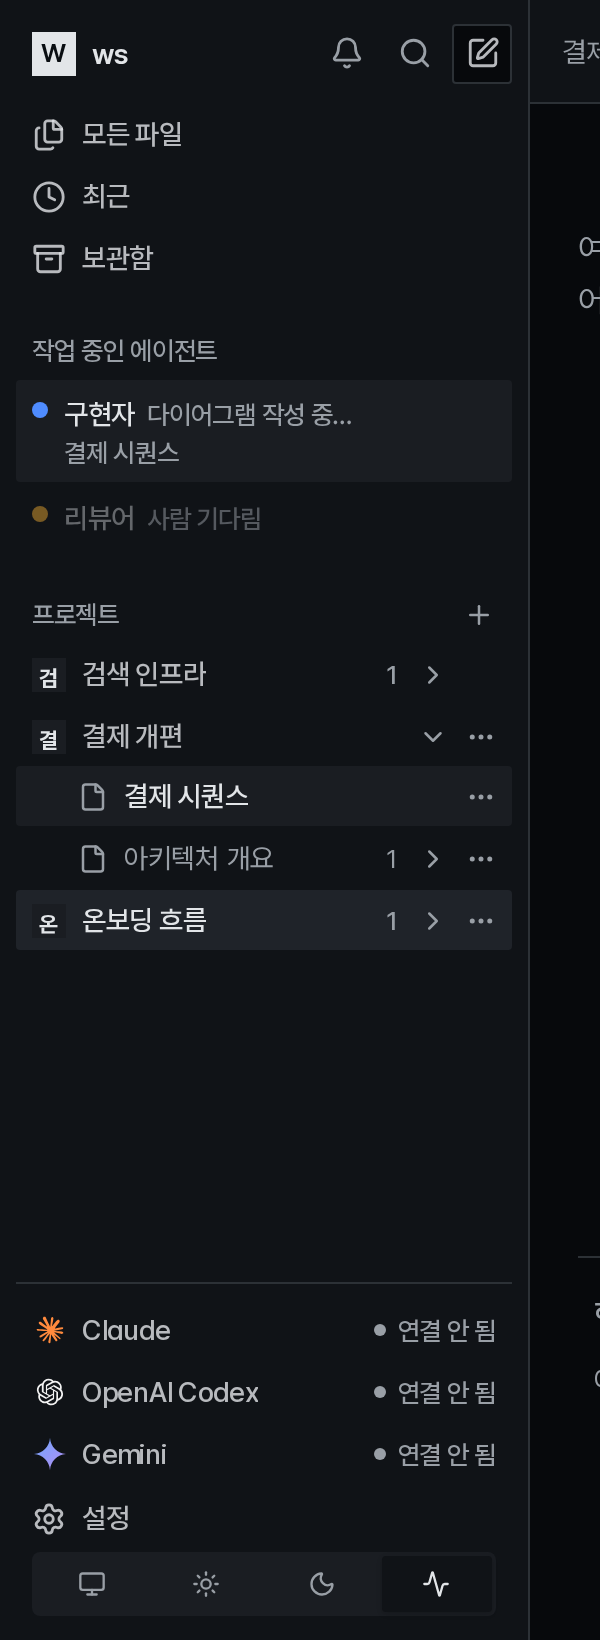 W ws
모든 파일
최근
보관함
작업 중인 에이전트
구현자 다이어그램 작성 중...
결제 시퀀스
리뷰어 사람 기다림
프로젝트
검 검색 인프라 1
결 결제 개편
결제 시퀀스
아키텍처 개요 1
온 온보딩 흐름 1
Claude 연결 안 됨
OpenAI Codex 연결 안 됨
Gemini 연결 안 됨
설정